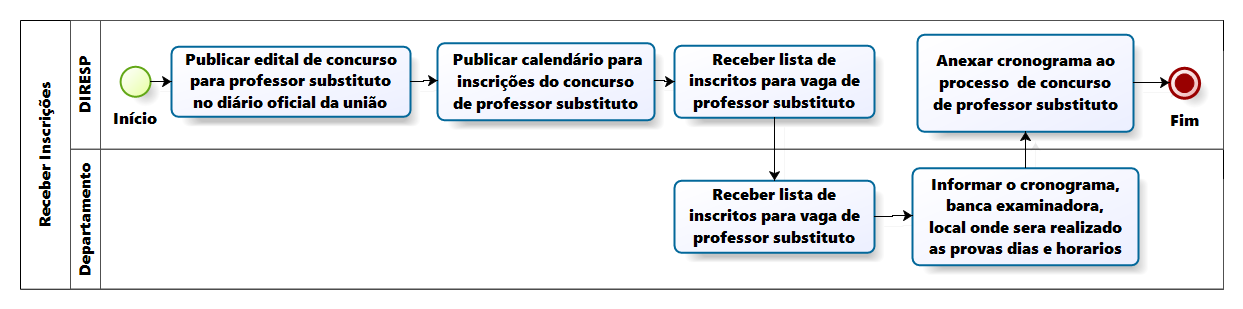 Receber Inscrições
DIRESP
Início
Publicar edital de concurso
para professor substituto
no diário oficial da união
Publicar calendário para
inscrições do concurso
de professor substituto
Receber lista de
inscritos para vaga de
professor substituto
Anexar cronograma ao
processo de concurso
de professor substituto
Fim
Departamento
Receber lista de
inscritos para vaga de
professor substituto
Informar o cronograma,
banca examinadora,
local onde sera realizado
as provas dias e horarios